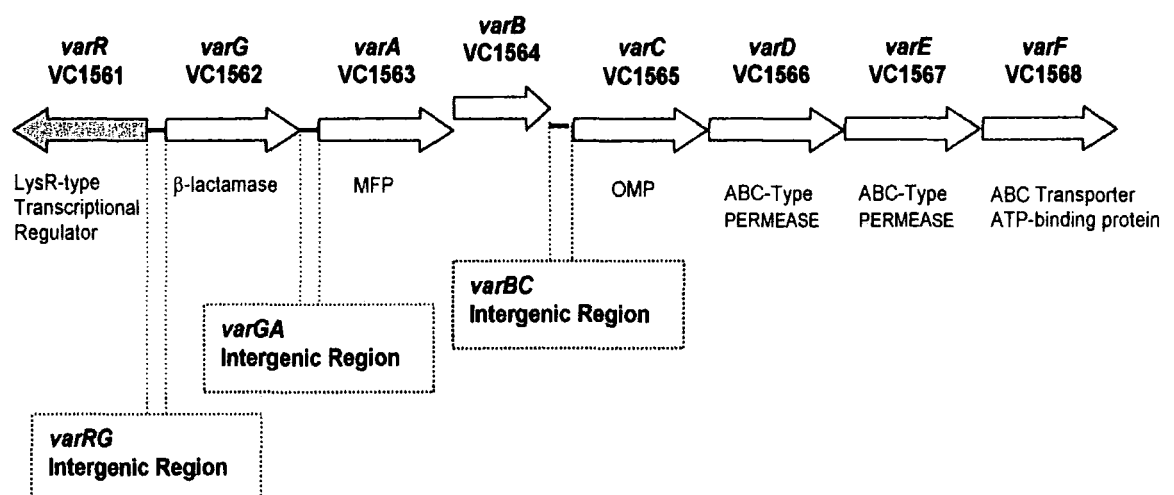 varR
VC1561
varG
VC1562
varA
VC1563
varB
VC1564
varC
VC1565
varD
VC1566
varE
VC1567
varF
VC1568
LysR-type
Transcriptional
Regulator
β-lactamase
MFP
OMP
ABC-Type
PERMEASE
ABC-Type
PERMEASE
ABC Transporter
ATP-binding protein
varBC
Intergenic Region
varGA
Intergenic Region
varRG
Intergenic Region